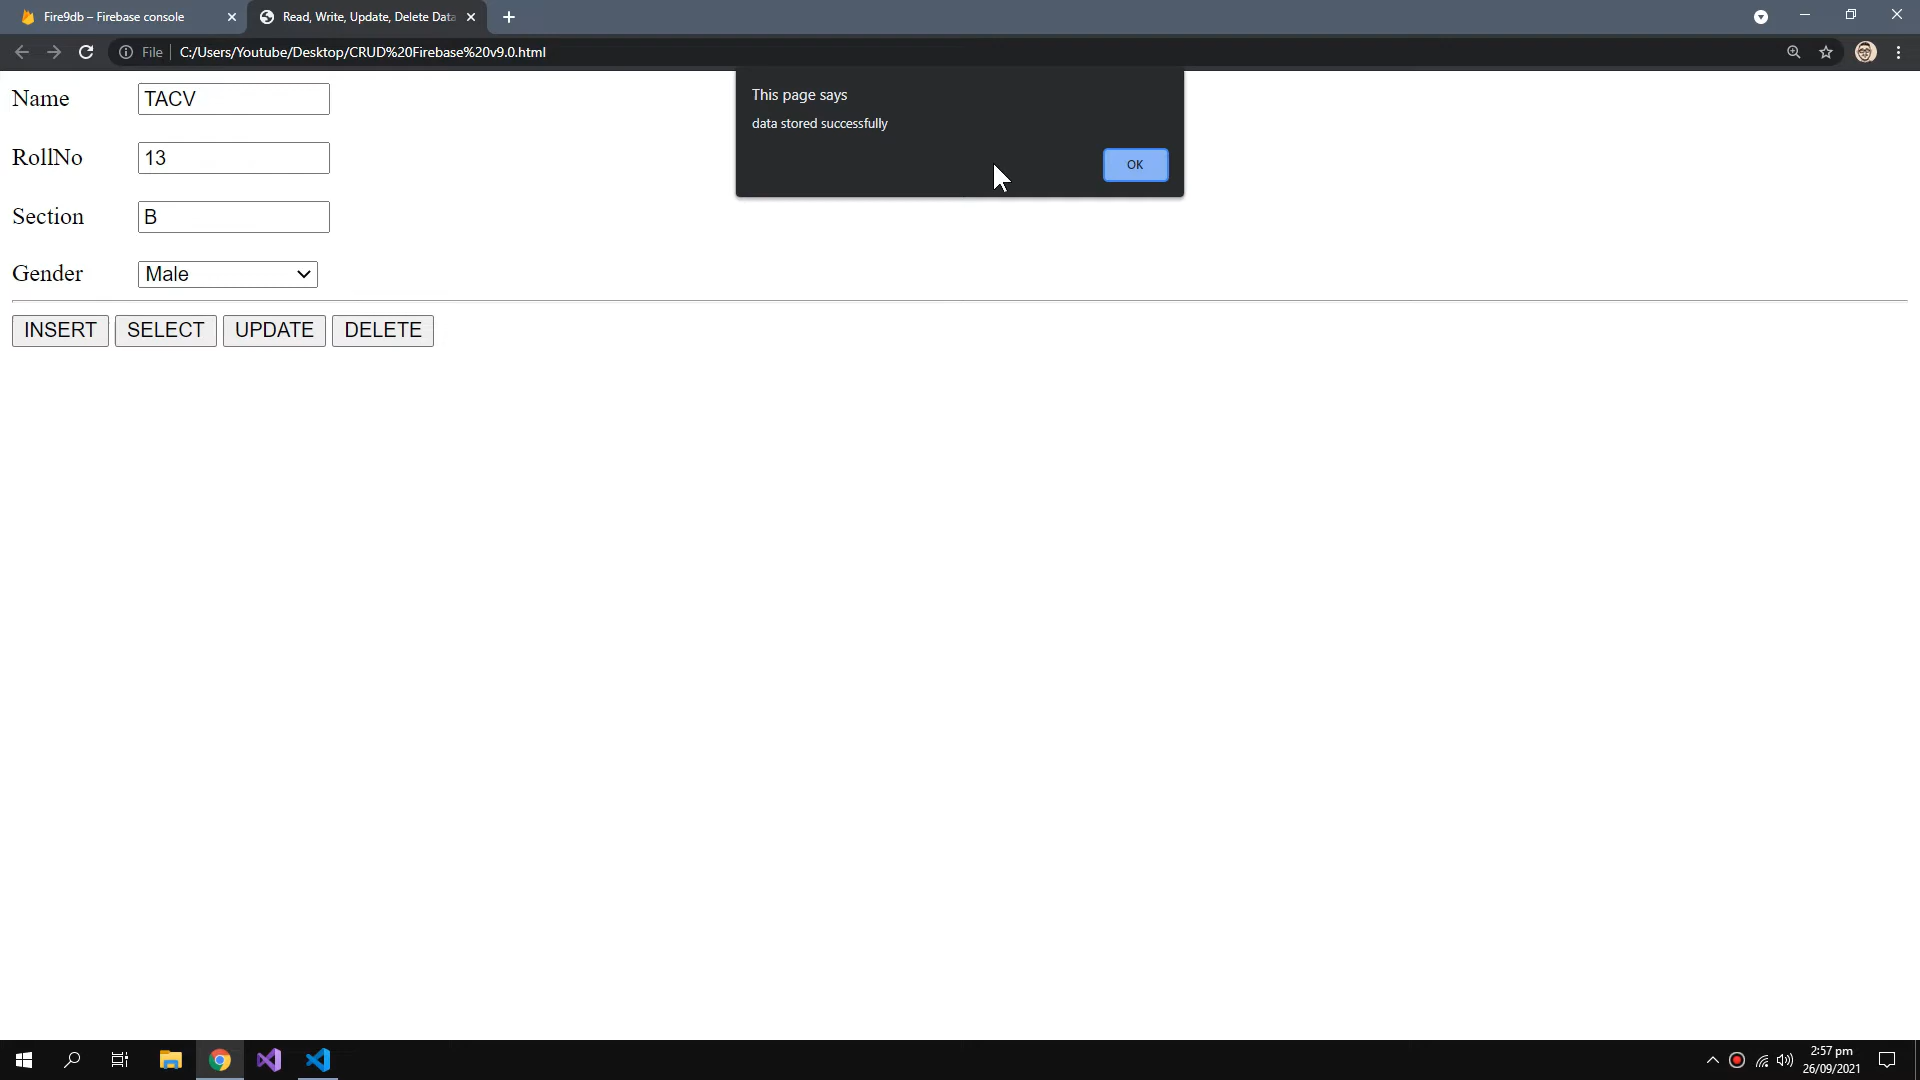 Fire9db – Firebase console
Read, Write, Update, Delete Data
File
C:/Users/Youtube/Desktop/CRUD%20Firebase%20v9.0.html
This page says
data stored successfully
OK
Name TACV
RollNo 13
Section B
Gender Male
INSERT SELECT UPDATE DELETE
2:57 pm
26/09/2021